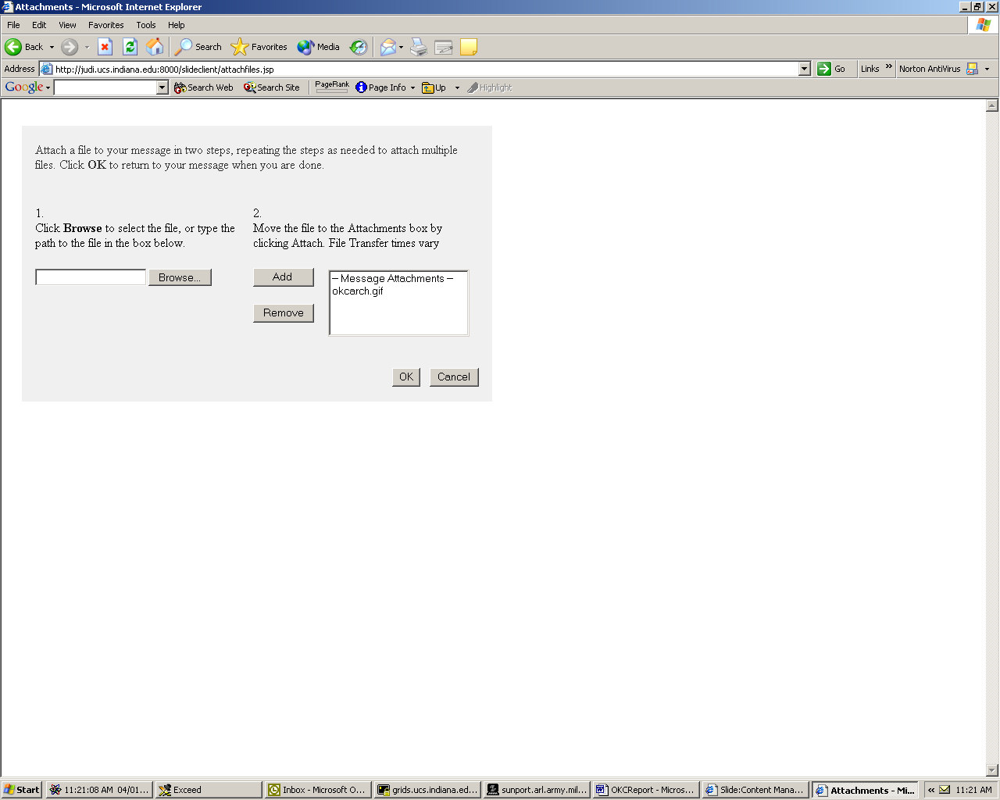 Attachments - Microsoft Internet Explorer
File Edit View Favorites Tools Help
Back Search Favorites Media
Address http://judi.ucs.indiana.edu:8000/slideclient/attachfiles.jsp Go Links » Norton AntiVirus
Google Search Web Search Site PageRank Page Info Up Highlight
Attach a file to your message in two steps, repeating the steps as needed to attach multiple
files. Click OK to return to your message when you are done.
1.
Click Browse to select the file, or type the
path to the file in the box below.
2.
Move the file to the Attachments box by
clicking Attach. File Transfer times vary
Browse...
Add
Remove
-- Message Attachments --
okcarch.gif
OK Cancel
Start 11:21:08 AM 04/01... Exceed Inbox - Microsoft O... grids.ucs.indiana.ed... sunport.arl.army.mil... OKCReport - Micros... Slide:Content Mana... Attachments - Mi... « 11:21 AM